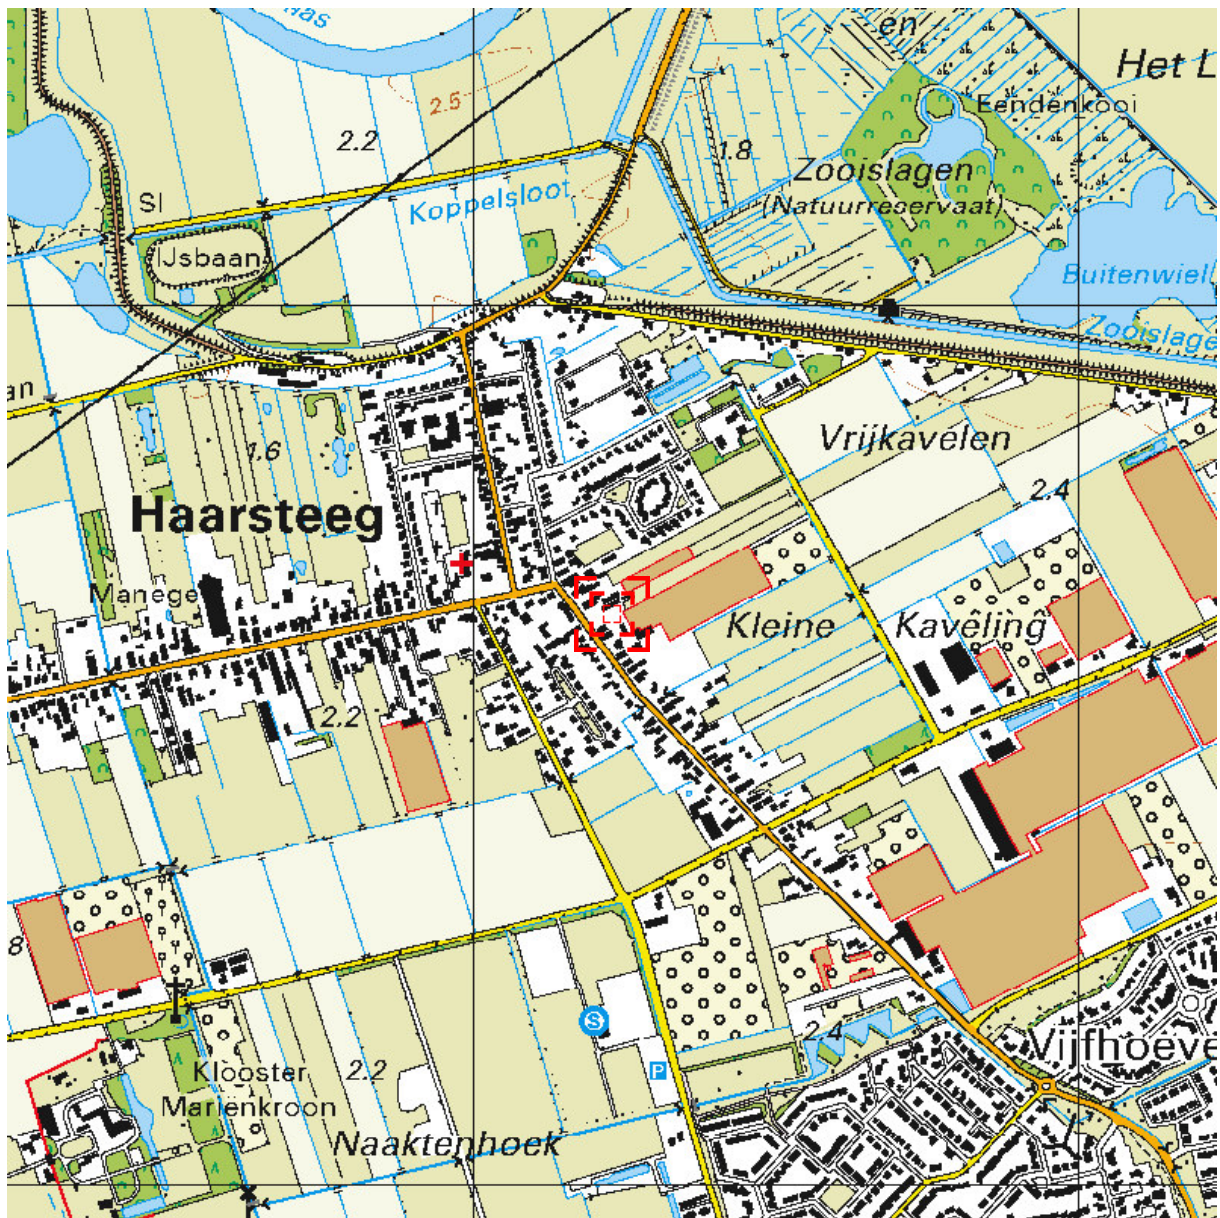 en
Het L
2.5
Eendenkooi
2.2
1.8
Zooislagen
(Natuurreservaat)
Sl
Koppelsloot
IJsbaan
Buitenwiel
Zooislage
an
1.6
Vrijkavelen
2.4
Haarsteeg
Manege
Kleine Kaveling
2.2
8
S
2.4
Vijfhoeve
P
Klooster
Mariënkroon
2.2
Naaktenhoek